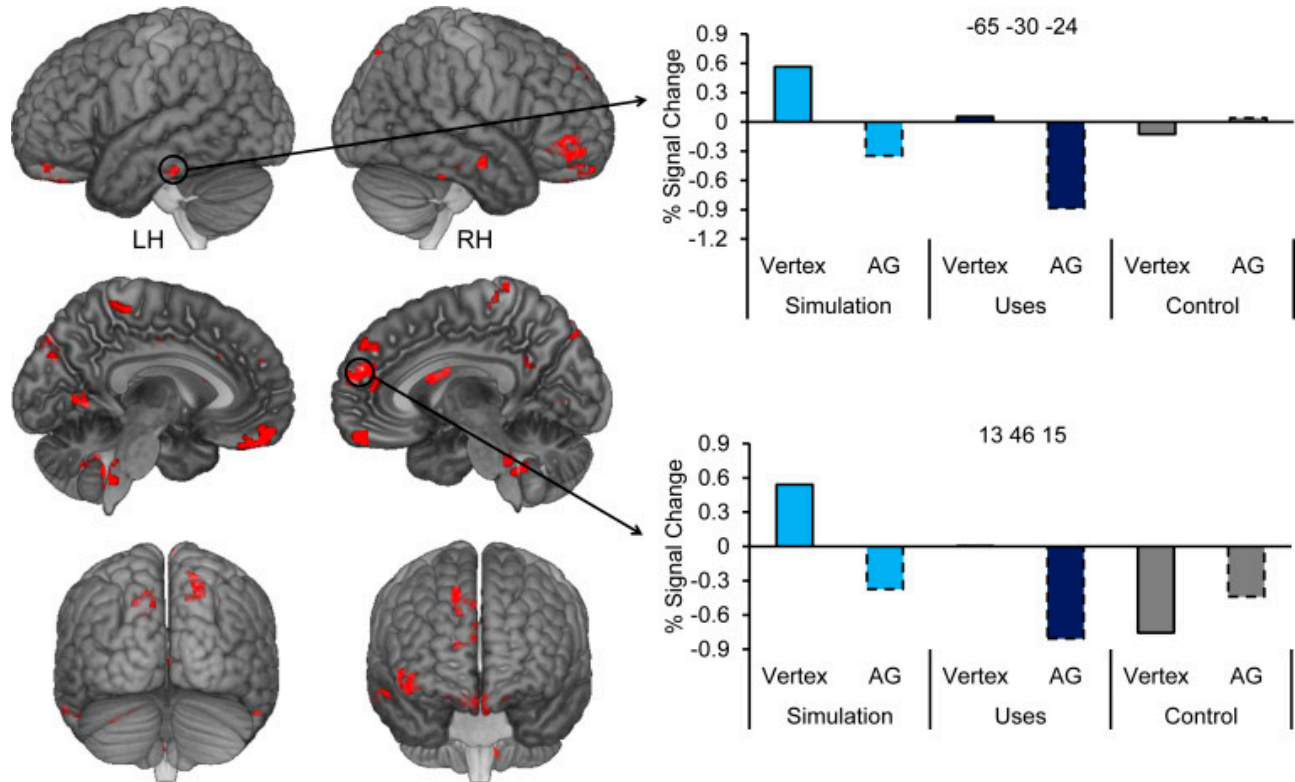 LH
RH
-65 -30 -24
% Signal Change
0.9
0.6
0.3
0
-0.3
-0.6
-0.9
-1.2
Vertex AG Vertex AG Vertex AG
Simulation Uses Control
13 46 15
% Signal Change
0.9
0.6
0.3
0
-0.3
-0.6
-0.9
Vertex AG Vertex AG Vertex AG
Simulation Uses Control